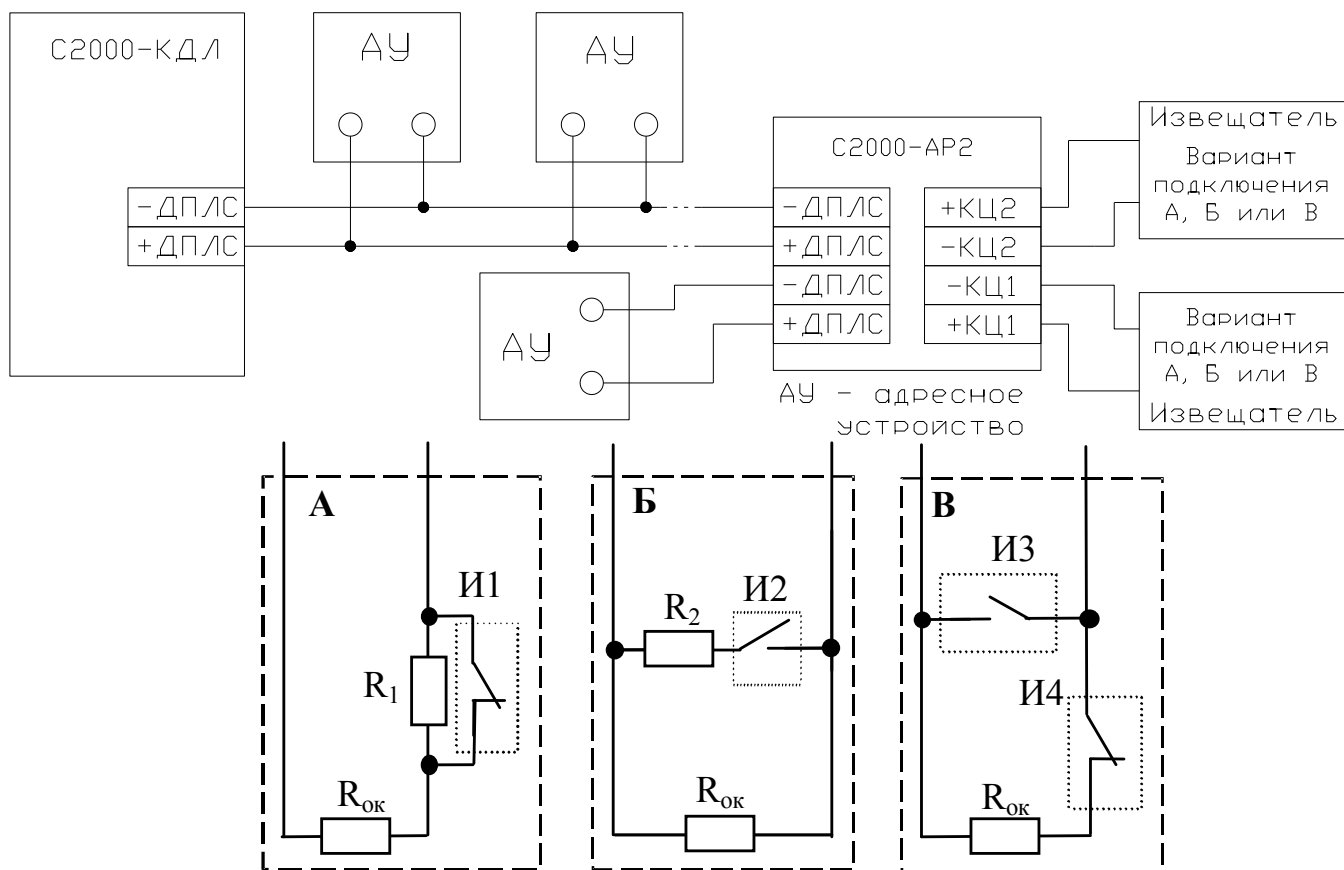 С2000-КДЛ
АУ
АУ
-ДПЛС
+ДПЛС
С2000-АР2
-ДПЛС
+ДПЛС
-ДПЛС
+ДПЛС
+КЦ2
-КЦ2
-КЦ1
+КЦ1
Извещатель
Вариант
подключения
А, Б или В
Вариант
подключения
А, Б или В
Извещатель
АУ
АУ - адресное
устройство
А
И1
R1
Rок
Б
R2
И2
Rок
В
И3
И4
Rок